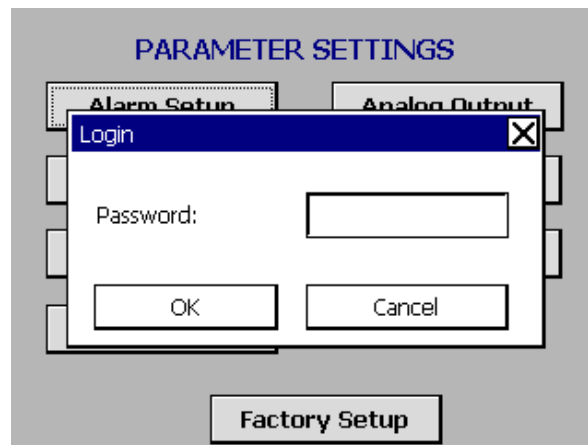 PARAMETER SETTINGS
Alarm Setup Analog Output
Login
Password:
OK Cancel
Factory Setup